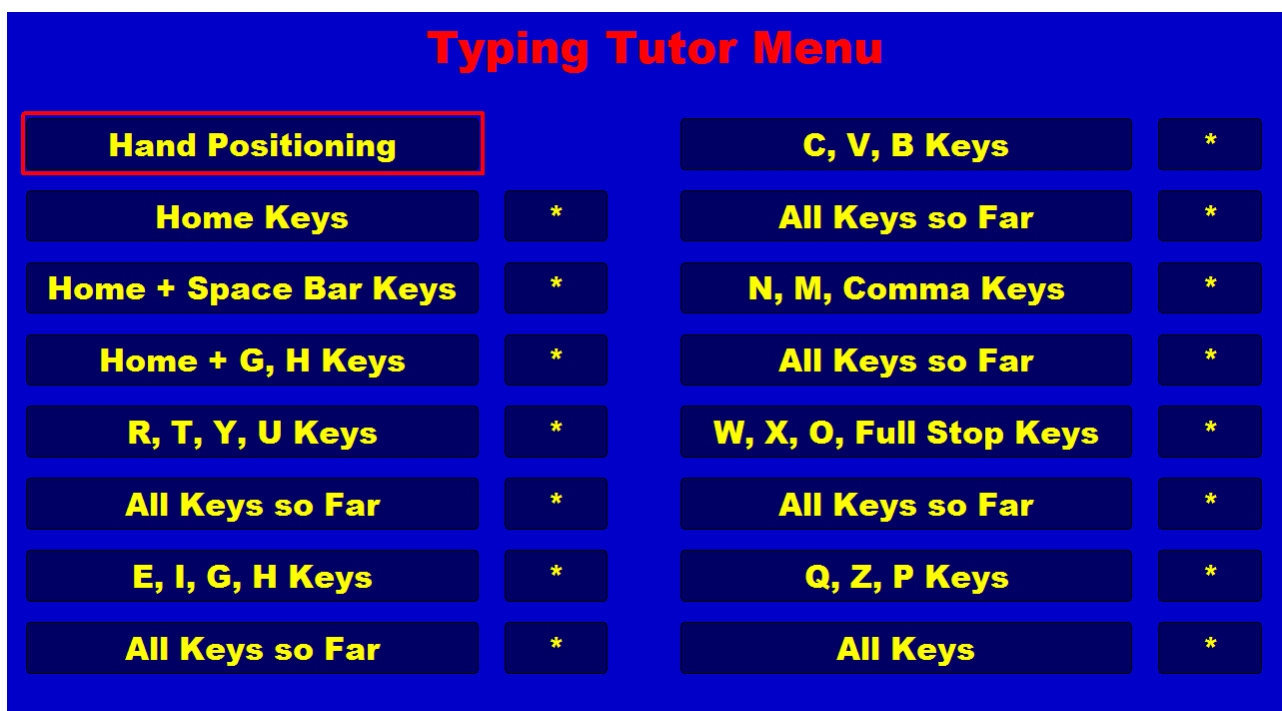 Typing Tutor Menu
Hand Positioning
Home Keys *
Home + Space Bar Keys *
Home + G, H Keys *
R, T, Y, U Keys *
All Keys so Far *
E, I, G, H Keys *
All Keys so Far *
C, V, B Keys *
All Keys so Far *
N, M, Comma Keys *
All Keys so Far *
W, X, O, Full Stop Keys *
All Keys so Far *
Q, Z, P Keys *
All Keys *